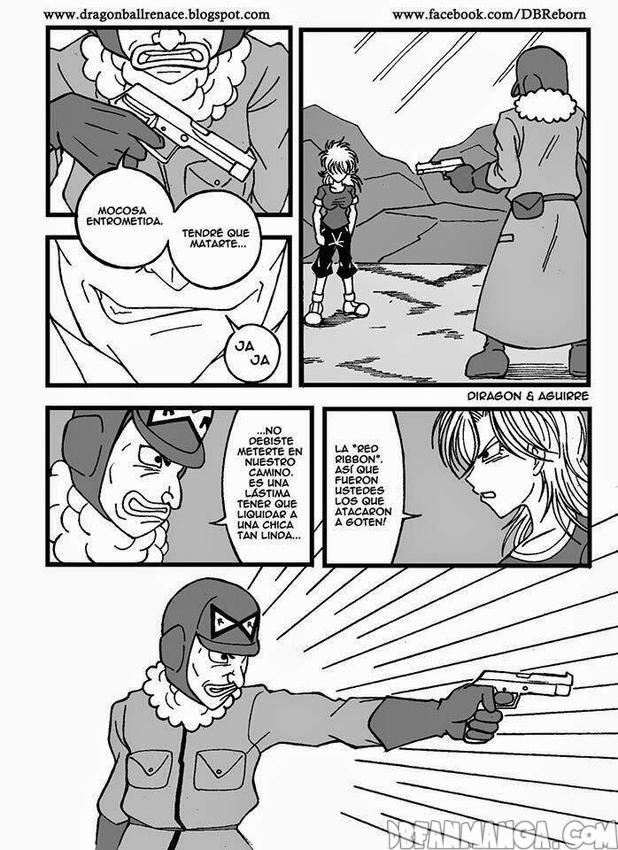 www.dragonballrenace.blogspot.com
www.facebook.com/DBReborn
MOCOSA
ENTROMETIDA.
TENDRÉ QUE
MATARTE...
JA
JA
DIRAGON & AGUIRRE
...NO
DEBISTE
METERTE EN
NUESTRO
CAMINO.
ES UNA
LÁSTIMA
TENER QUE
LIQUIDAR A
UNA CHICA
TAN LINDA...
LA "RED
RIBBON".
ASÍ QUE
FUERON
USTEDES
LOS QUE
ATACARON
A GOTEN!
R R
R R
DBFANMANGA.COM